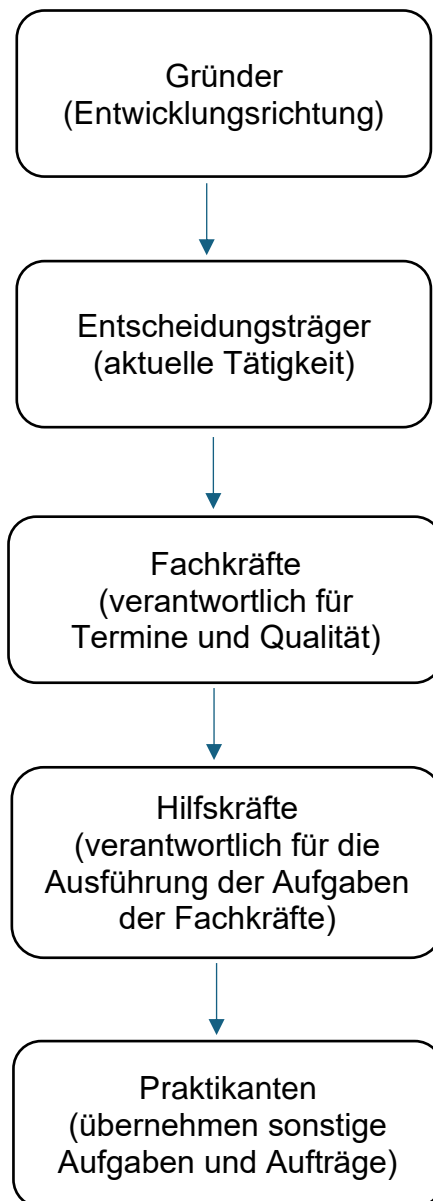 Gründer
(Entwicklungsrichtung)
Entscheidungsträger
(aktuelle Tätigkeit)
Fachkräfte
(verantwortlich für
Termine und Qualität)
Hilfskräfte
(verantwortlich für die
Ausführung der Aufgaben
der Fachkräfte)
Praktikanten
(übernehmen sonstige
Aufgaben und Aufträge)